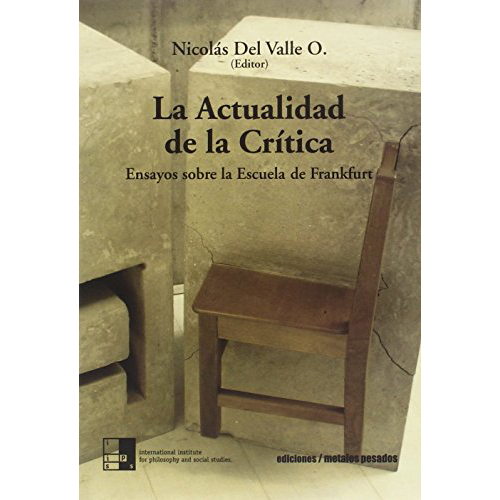 Nicolás Del Valle O.
(Editor)
La Actualidad
de la Crítica
Ensayos sobre la Escuela de Frankfurt
i
i P
s s
international institute
for philosophy and social studies.
ediciones / metales pesados